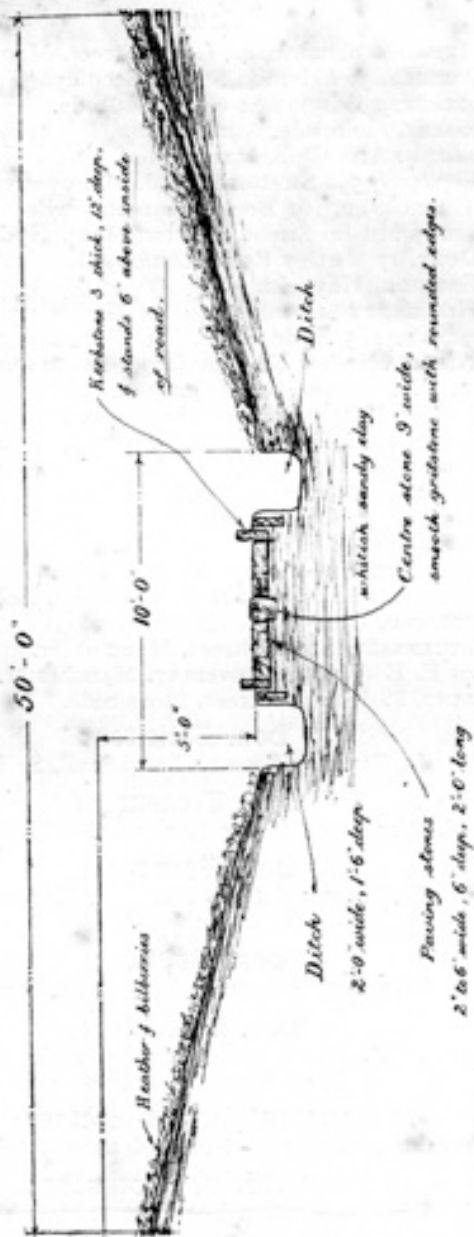 50'-0"
10'-0"
5'-0"
Kerbstone 3" thick, 12" deep,
& stands 6" above inside
of road.
Heather & bilberries
Ditch
2'-0" wide, 1'-6" deep
Ditch
whitish sandy clay
Centre stone 9" wide,
smooth gritstone with rounded edges.
Paving stones
2" to 6" wide, 6" deep, 2'-0" long